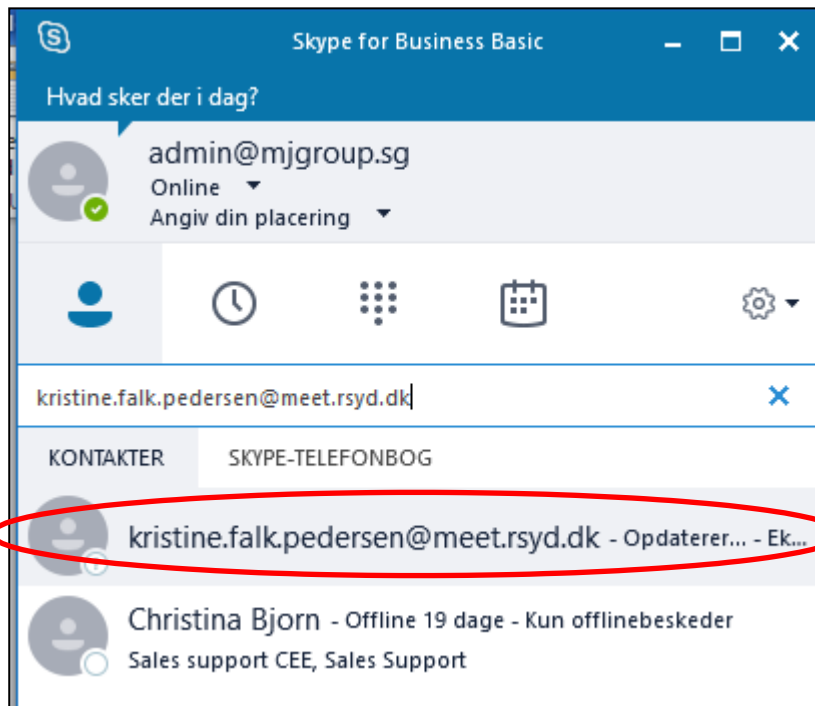 Skype for Business Basic
Hvad sker der i dag?
admin@mjgroup.sg
Online
Angiv din placering
kristine.falk.pedersen@meet.rsyd.dk
KONTAKTER SKYPE-TELEFONBOG
kristine.falk.pedersen@meet.rsyd.dk - Opdaterer... - Ek...
Christina Bjorn - Offline 19 dage - Kun offlinebeskeder
Sales support CEE, Sales Support